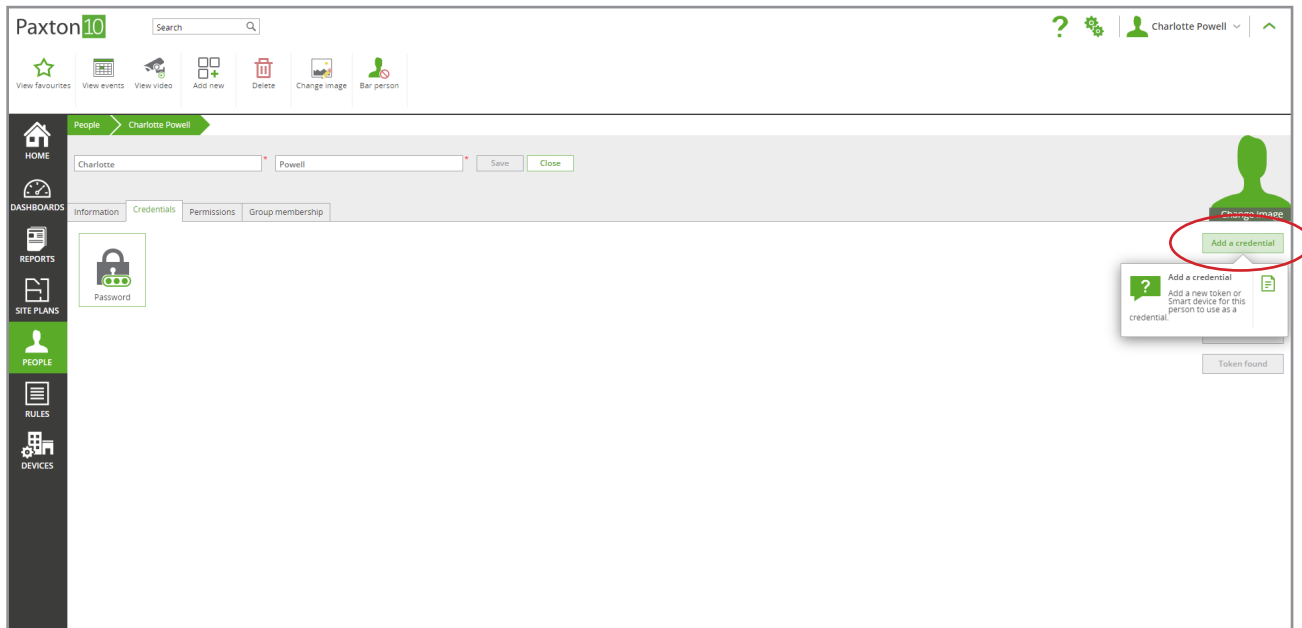 Paxton10
Search
Charlotte Powell
View favourites
View events
View video
Add new
Delete
Change image
Bar person
People
Charlotte Powell
HOME
Charlotte
*
Powell
*
Save
Close
DASHBOARDS
Information
Credentials
Permissions
Group membership
Change image
REPORTS
Add a credential
Password
Add a credential
Add a new token or
Smart device for this
person to use as a
credential.
SITE PLANS
PEOPLE
Token found
RULES
DEVICES